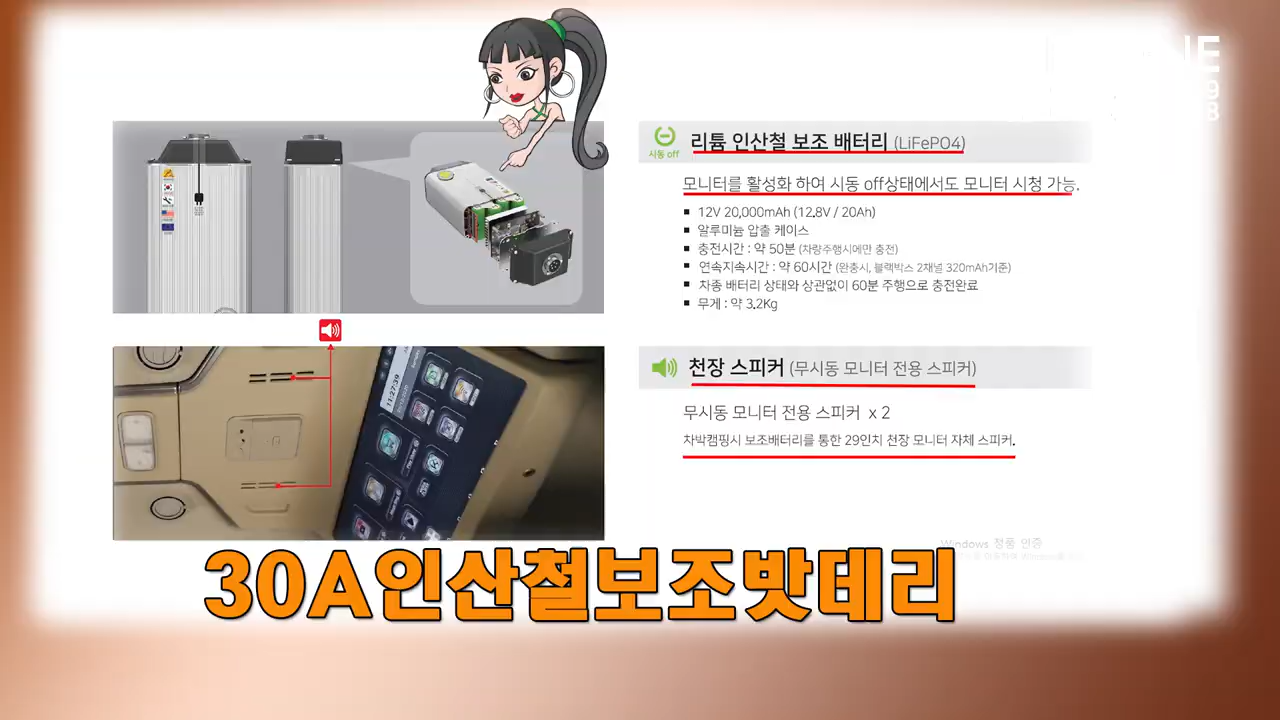 리튬 인산철 보조 배터리 (LiFePO4)
시동 off
모니터를 활성화 하여 시동 off상태에서도 모니터 시청 가능.
▪ 12V 20,000mAh (12.8V / 20Ah)
▪ 알루미늄 압출 케이스
▪ 충전시간 : 약 50분 (차량주행시에만 충전)
▪ 연속지속시간 : 약 60시간 (완충시, 블랙박스 2채널 320mAh기준)
▪ 차종 배터리 상태와 상관없이 60분 주행으로 충전완료
▪ 무게 : 약 3.2Kg
천장 스피커 (무시동 모니터 전용 스피커)
무시동 모니터 전용 스피커 x 2
차박캠핑시 보조배터리를 통한 29인치 천장 모니터 자체 스피커.
11:27:39
Windows 정품 인증
30A인산철보조밧데리